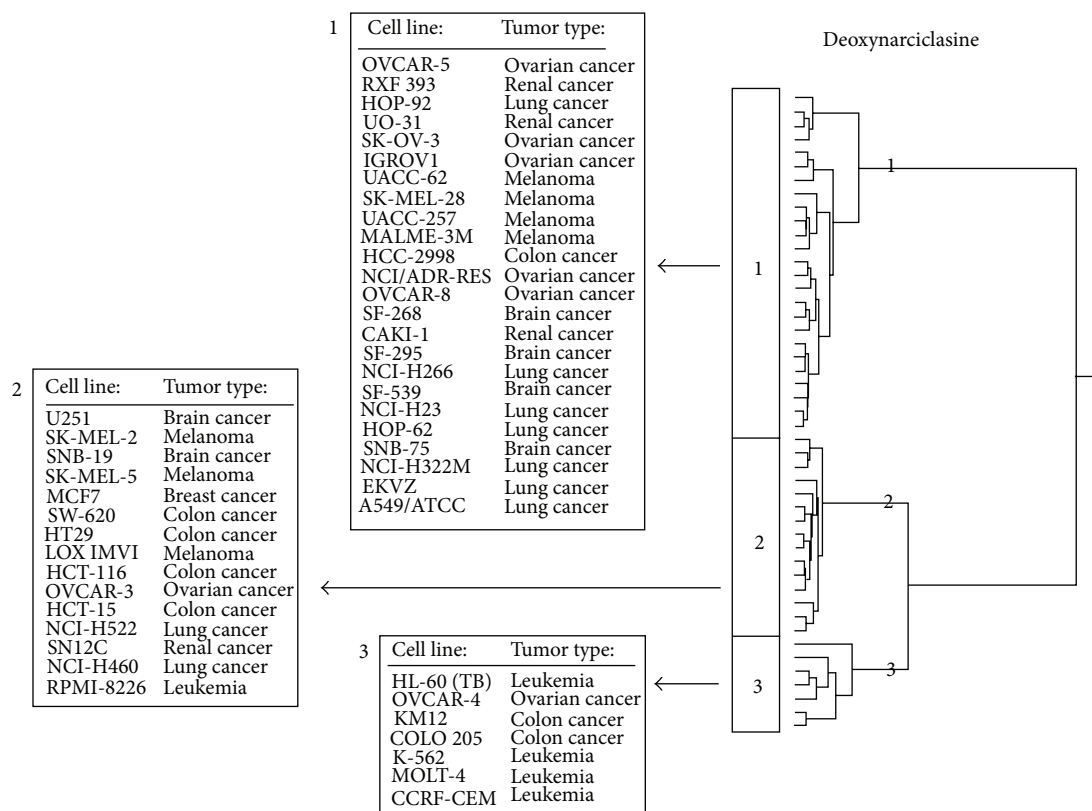 Deoxynarciclasine
1
Cell line: Tumor type:
OVCAR-5 Ovarian cancer
RXF 393 Renal cancer
HOP-92 Lung cancer
UO-31 Renal cancer
SK-OV-3 Ovarian cancer
IGROV1 Ovarian cancer
UACC-62 Melanoma
SK-MEL-28 Melanoma
UACC-257 Melanoma
MALME-3M Melanoma
HCC-2998 Colon cancer
NCI/ADR-RES Ovarian cancer
OVCAR-8 Ovarian cancer
SF-268 Brain cancer
CAKI-1 Renal cancer
SF-295 Brain cancer
NCI-H266 Lung cancer
SF-539 Brain cancer
NCI-H23 Lung cancer
HOP-62 Lung cancer
SNB-75 Brain cancer
NCI-H322M Lung cancer
EKVZ Lung cancer
A549/ATCC Lung cancer
2
Cell line: Tumor type:
U251 Brain cancer
SK-MEL-2 Melanoma
SNB-19 Brain cancer
SK-MEL-5 Melanoma
MCF7 Breast cancer
SW-620 Colon cancer
HT29 Colon cancer
LOX IMVI Melanoma
HCT-116 Colon cancer
OVCAR-3 Ovarian cancer
HCT-15 Colon cancer
NCI-H522 Lung cancer
SN12C Renal cancer
NCI-H460 Lung cancer
RPMI-8226 Leukemia
3
Cell line: Tumor type:
HL-60 (TB) Leukemia
OVCAR-4 Ovarian cancer
KM12 Colon cancer
COLO 205 Colon cancer
K-562 Leukemia
MOLT-4 Leukemia
CCRF-CEM Leukemia
1
2
3
1
2
3